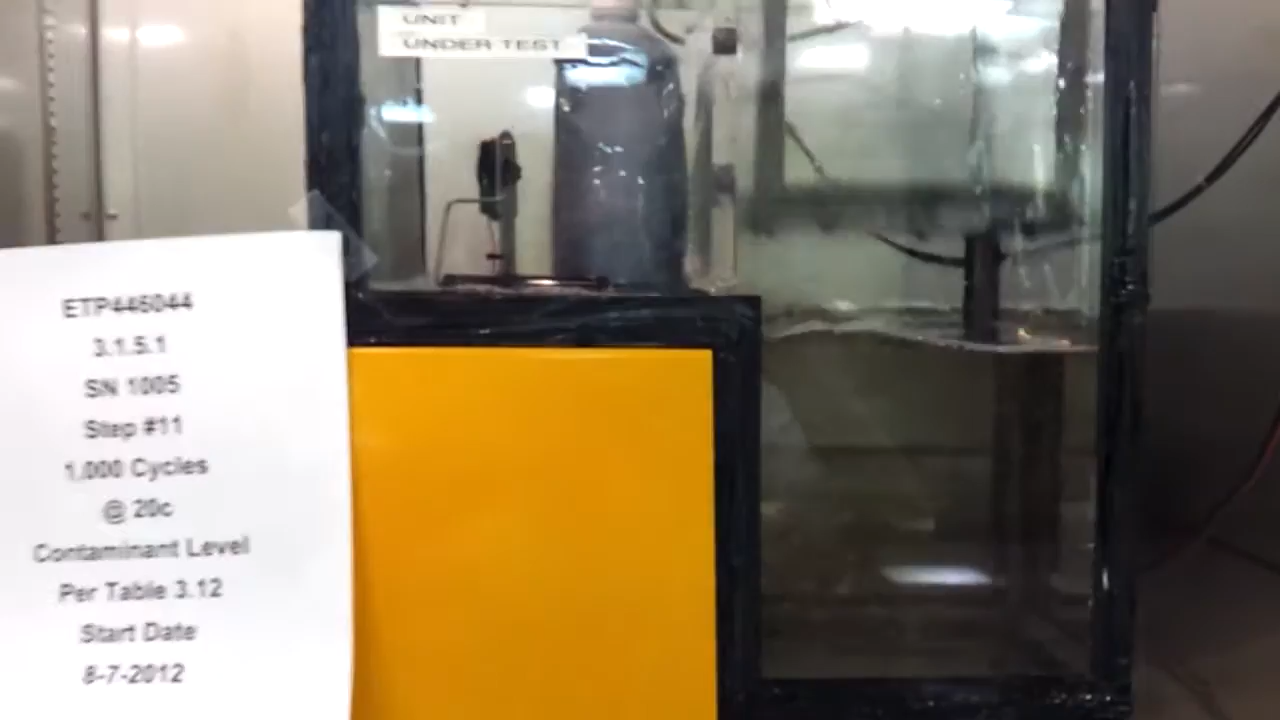 UNIT
UNDER TEST
ETP446044
3.1.5.1
SN 1005
Step #11
1,000 Cycles
@ 20c
Contaminant Level
Per Table 3.12
Start Date
8-7-2012